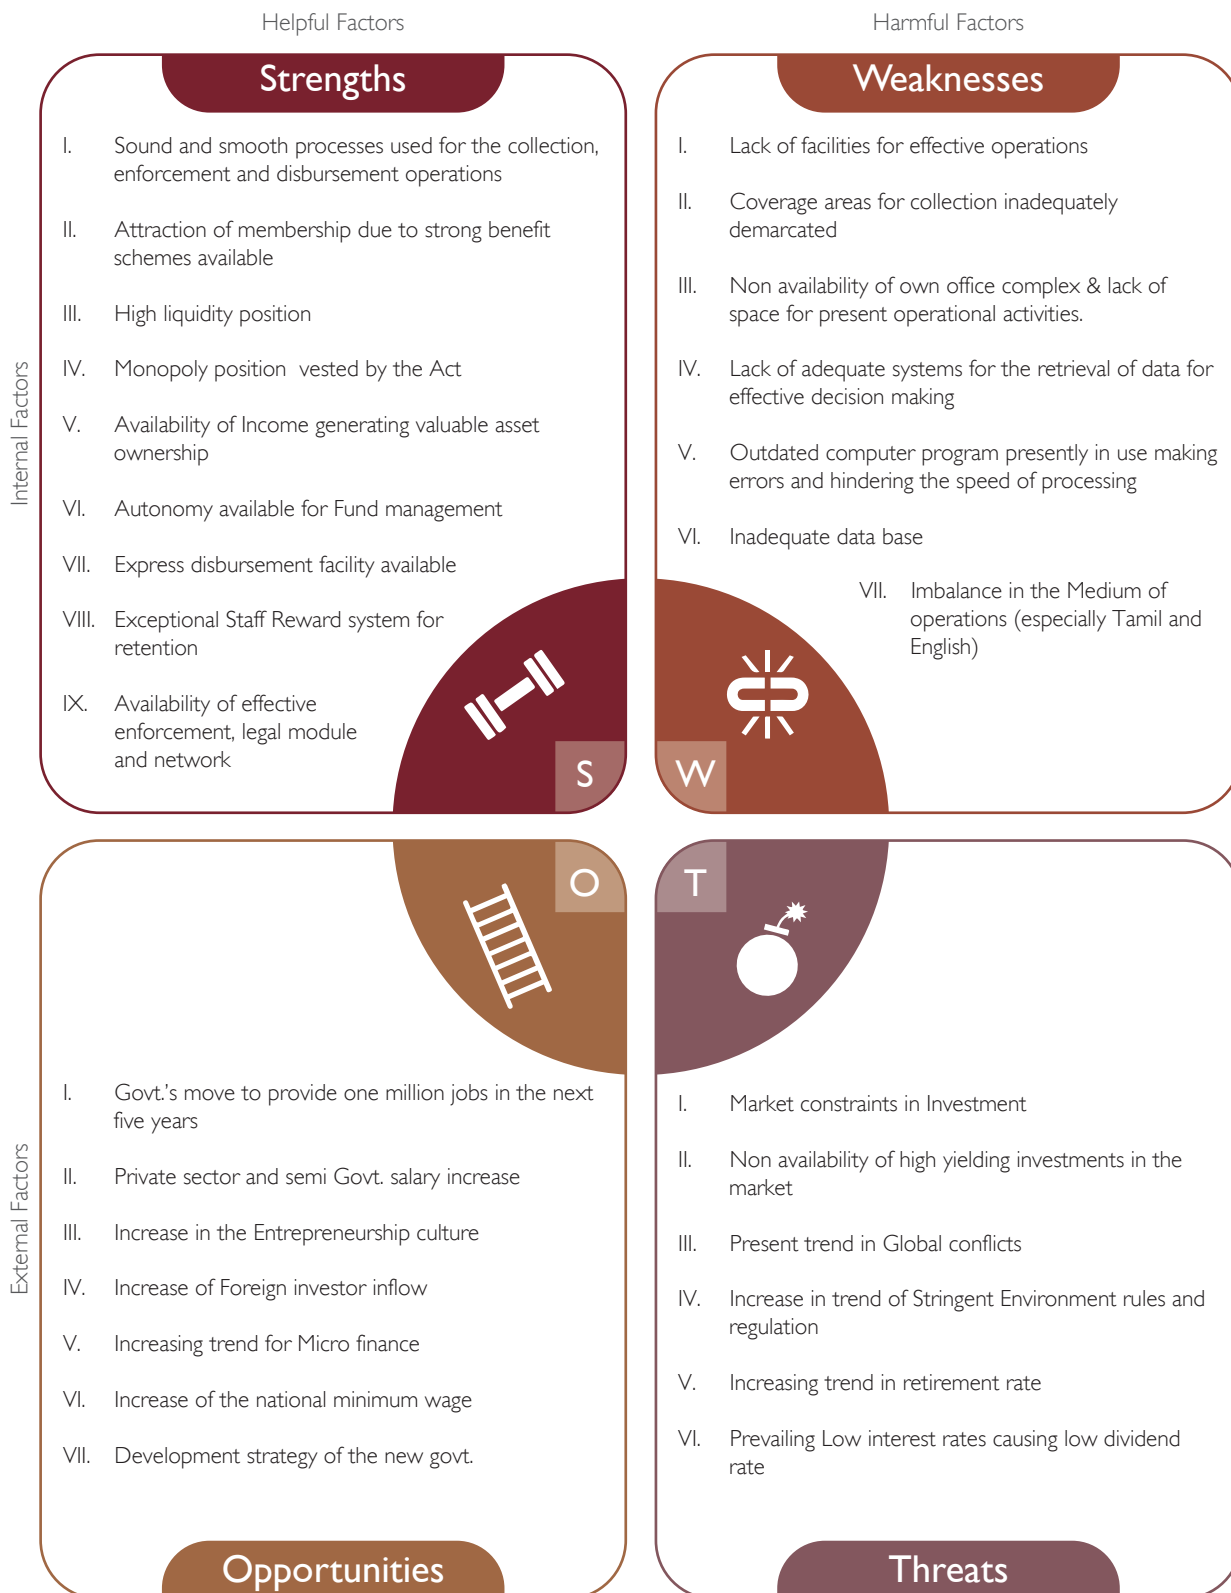 Helpful Factors
Harmful Factors
Internal Factors
Strengths
I. Sound and smooth processes used for the collection,
enforcement and disbursement operations
II. Attraction of membership due to strong benefit
schemes available
III. High liquidity position
IV. Monopoly position vested by the Act
V. Availability of Income generating valuable asset
ownership
VI. Autonomy available for Fund management
VII. Express disbursement facility available
VIII. Exceptional Staff Reward system for
retention
IX. Availability of effective
enforcement, legal module
and network
S
Weaknesses
I. Lack of facilities for effective operations
II. Coverage areas for collection inadequately
demarcated
III. Non availability of own office complex & lack of
space for present operational activities.
IV. Lack of adequate systems for the retrieval of data for
effective decision making
V. Outdated computer program presently in use making
errors and hindering the speed of processing
VI. Inadequate data base
VII. Imbalance in the Medium of
operations (especially Tamil and
English)
W
External Factors
O
I. Govt.'s move to provide one million jobs in the next
five years
II. Private sector and semi Govt. salary increase
III. Increase in the Entrepreneurship culture
IV. Increase of Foreign investor inflow
V. Increasing trend for Micro finance
VI. Increase of the national minimum wage
VII. Development strategy of the new govt.
Opportunities
T
I. Market constraints in Investment
II. Non availability of high yielding investments in the
market
III. Present trend in Global conflicts
IV. Increase in trend of Stringent Environment rules and
regulation
V. Increasing trend in retirement rate
VI. Prevailing Low interest rates causing low dividend
rate
Threats